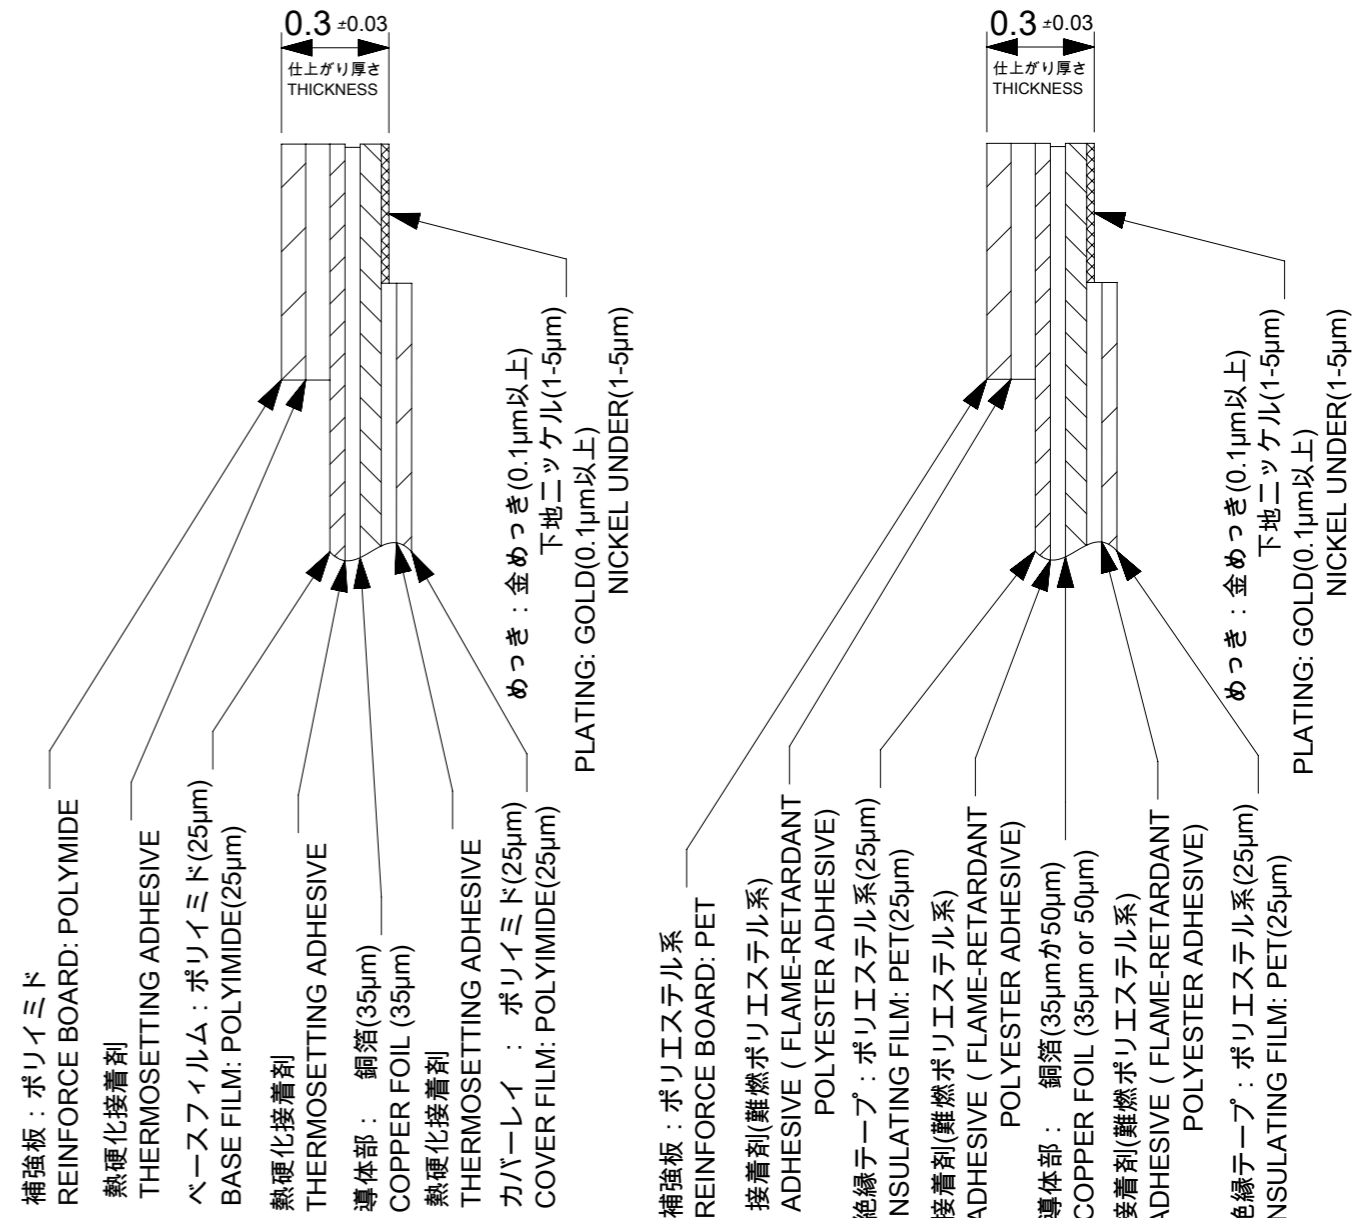 0.3 ±0.03
仕上がり厚さ
THICKNESS
めっき：金めっき(0.1μm以上)
下地ニッケル(1-5μm)
PLATING: GOLD(0.1μm以上)
NICKEL UNDER(1-5μm)
補強板：ポリイミド
REINFORCE BOARD: POLYMIDE
熱硬化接着剤
THERMOSETTING ADHESIVE
ベースフィルム：ポリイミド(25μm)
BASE FILM: POLYIMIDE(25μm)
熱硬化接着剤
THERMOSETTING ADHESIVE
導体部： 銅箔(35μm)
COPPER FOIL (35μm)
熱硬化接着剤
THERMOSETTING ADHESIVE
カバーレイ ： ポリイミド(25μm)
COVER FILM: POLYIMIDE(25μm)
0.3 ±0.03
仕上がり厚さ
THICKNESS
めっき：金めっき(0.1μm以上)
下地ニッケル(1-5μm)
PLATING: GOLD(0.1μm以上)
NICKEL UNDER(1-5μm)
補強板：ポリエステル系
REINFORCE BOARD: PET
接着剤(難燃ポリエステル系)
ADHESIVE ( FLAME-RETARDANT
POLYESTER ADHESIVE)
絶縁テープ：ポリエステル系(25μm)
NSULATING FILM: PET(25μm)
接着剤(難燃ポリエステル系)
ADHESIVE ( FLAME-RETARDANT
POLYESTER ADHESIVE)
導体部： 銅箔(35μmか50μm)
COPPER FOIL (35μm or 50μm)
接着剤(難燃ポリエステル系)
ADHESIVE ( FLAME-RETARDANT
POLYESTER ADHESIVE)
絶縁テープ：ポリエステル系(25μm)
NSULATING FILM: PET(25μm)